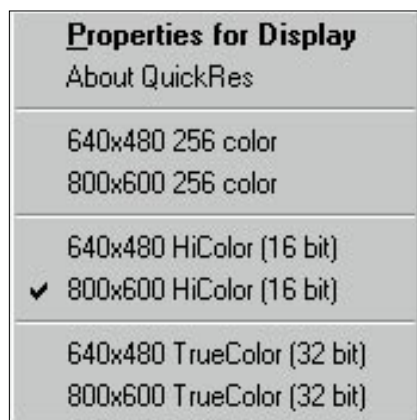 Properties for Display
About QuickRes
640x480 256 color
800x600 256 color
640x480 HiColor (16 bit)
800x600 HiColor (16 bit)
640x480 TrueColor (32 bit)
800x600 TrueColor (32 bit)